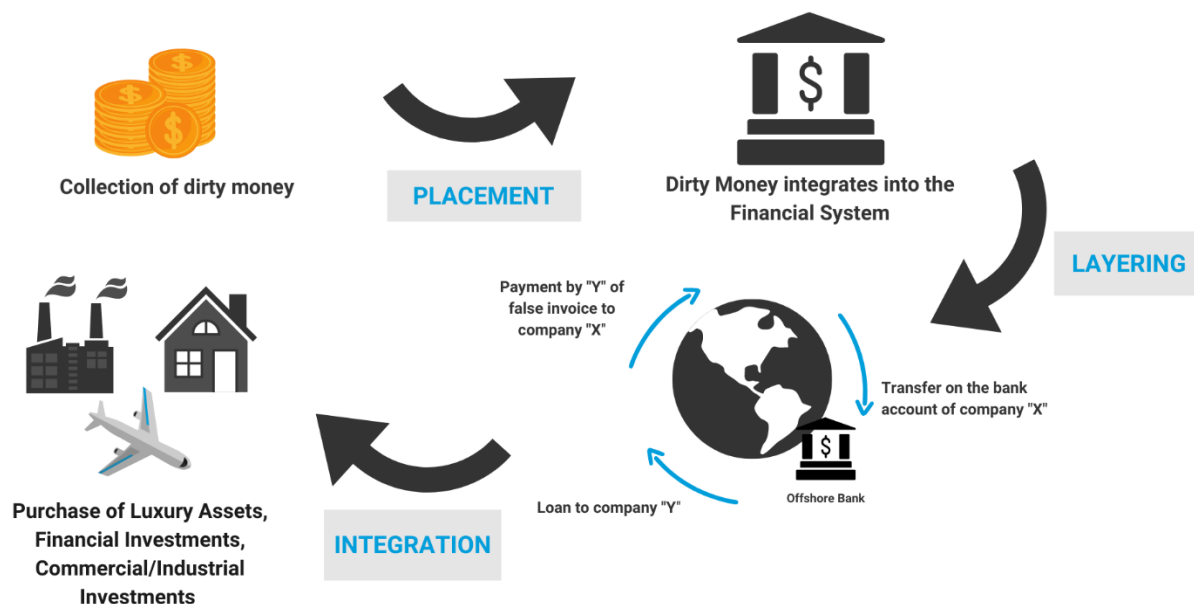 Collection of dirty money
PLACEMENT
Dirty Money integrates into the
Financial System
LAYERING
Payment by "Y" of
false invoice to
company "X"
Transfer on the bank
account of company "X"
Offshore Bank
Loan to company "Y"
INTEGRATION
Purchase of Luxury Assets,
Financial Investments,
Commercial/Industrial
Investments